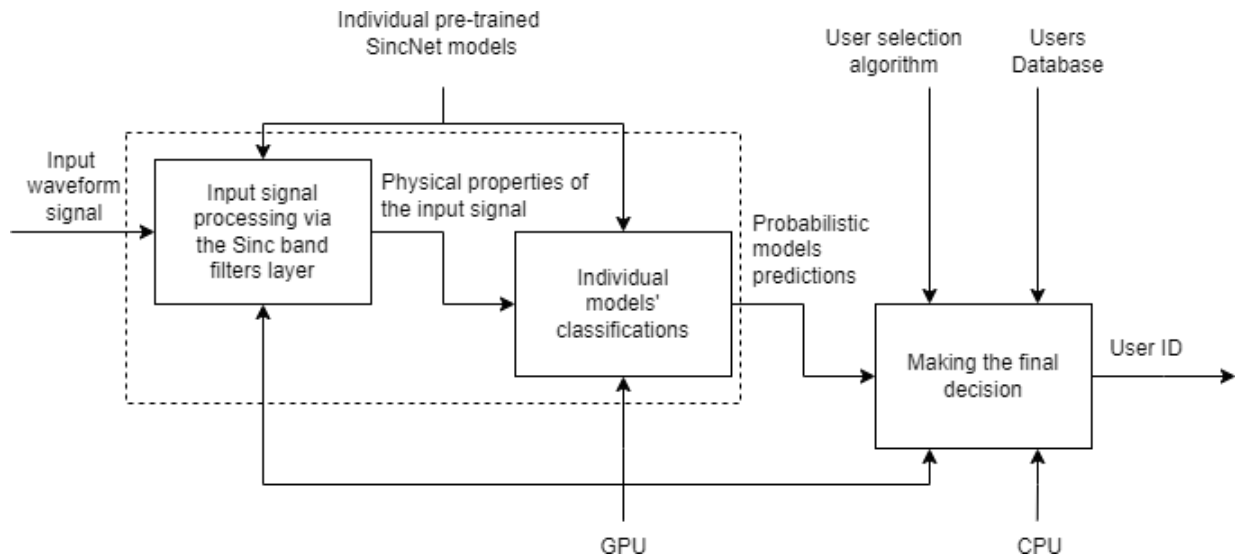 Individual pre-trained
SincNet models
User selection
algorithm
Users
Database
Input
waveform
signal
Input signal
processing via
the Sinc band
filters layer
Physical properties of
the input signal
Individual
models'
classifications
Probabilistic
models
predictions
Making the final
decision
User ID
GPU
CPU